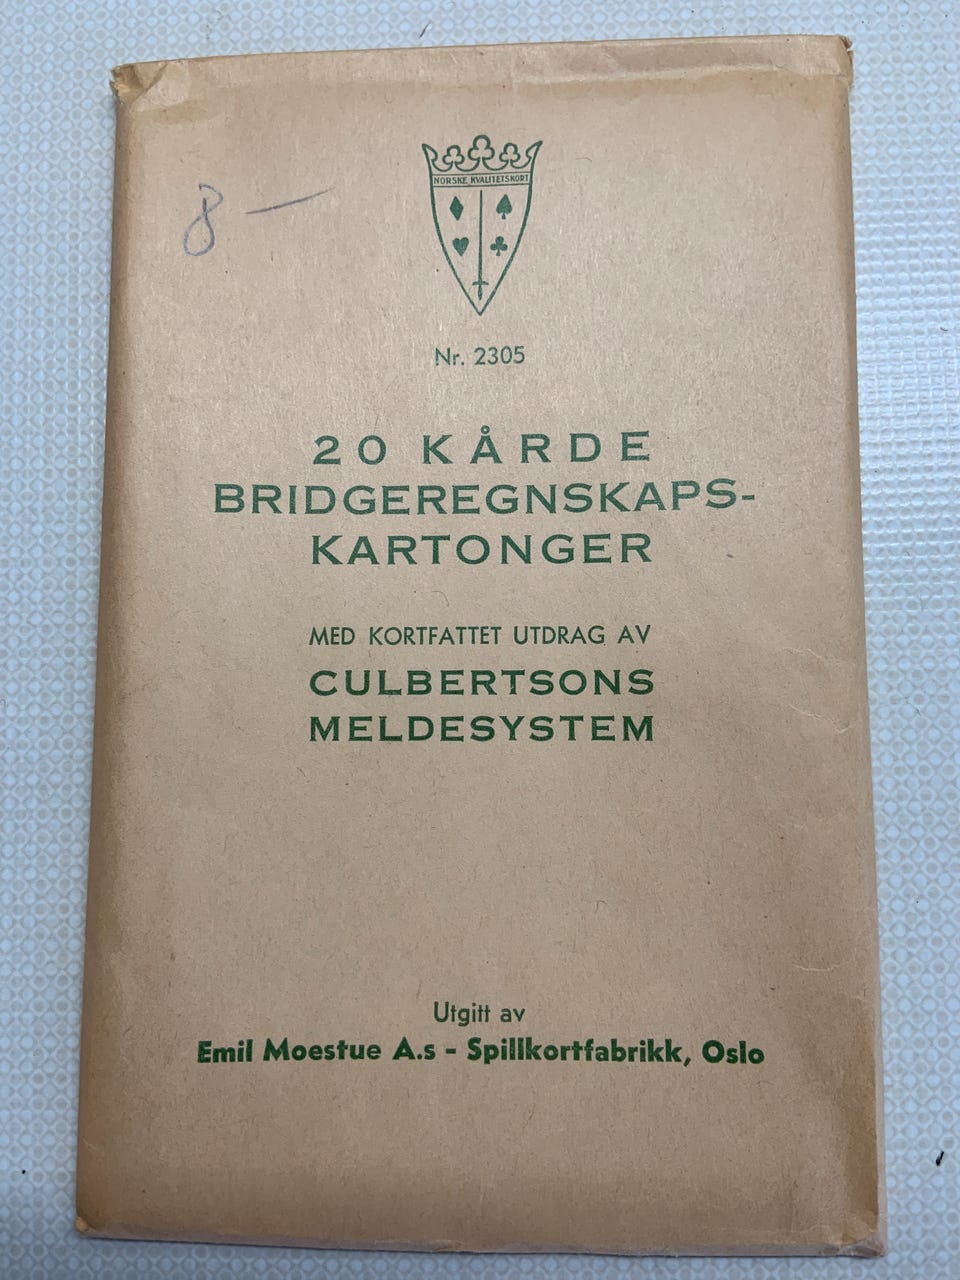 NORSKE KVALITETSKORT
8 —
Nr. 2305
20 KÅRDE
BRIDGEREGNSKAPS-
KARTONGER
MED KORTFATTET UTDRAG AV
CULBERTSONS
MELDESYSTEM
Utgitt av
Emil Moestue A.s - Spillkortfabrikk, Oslo